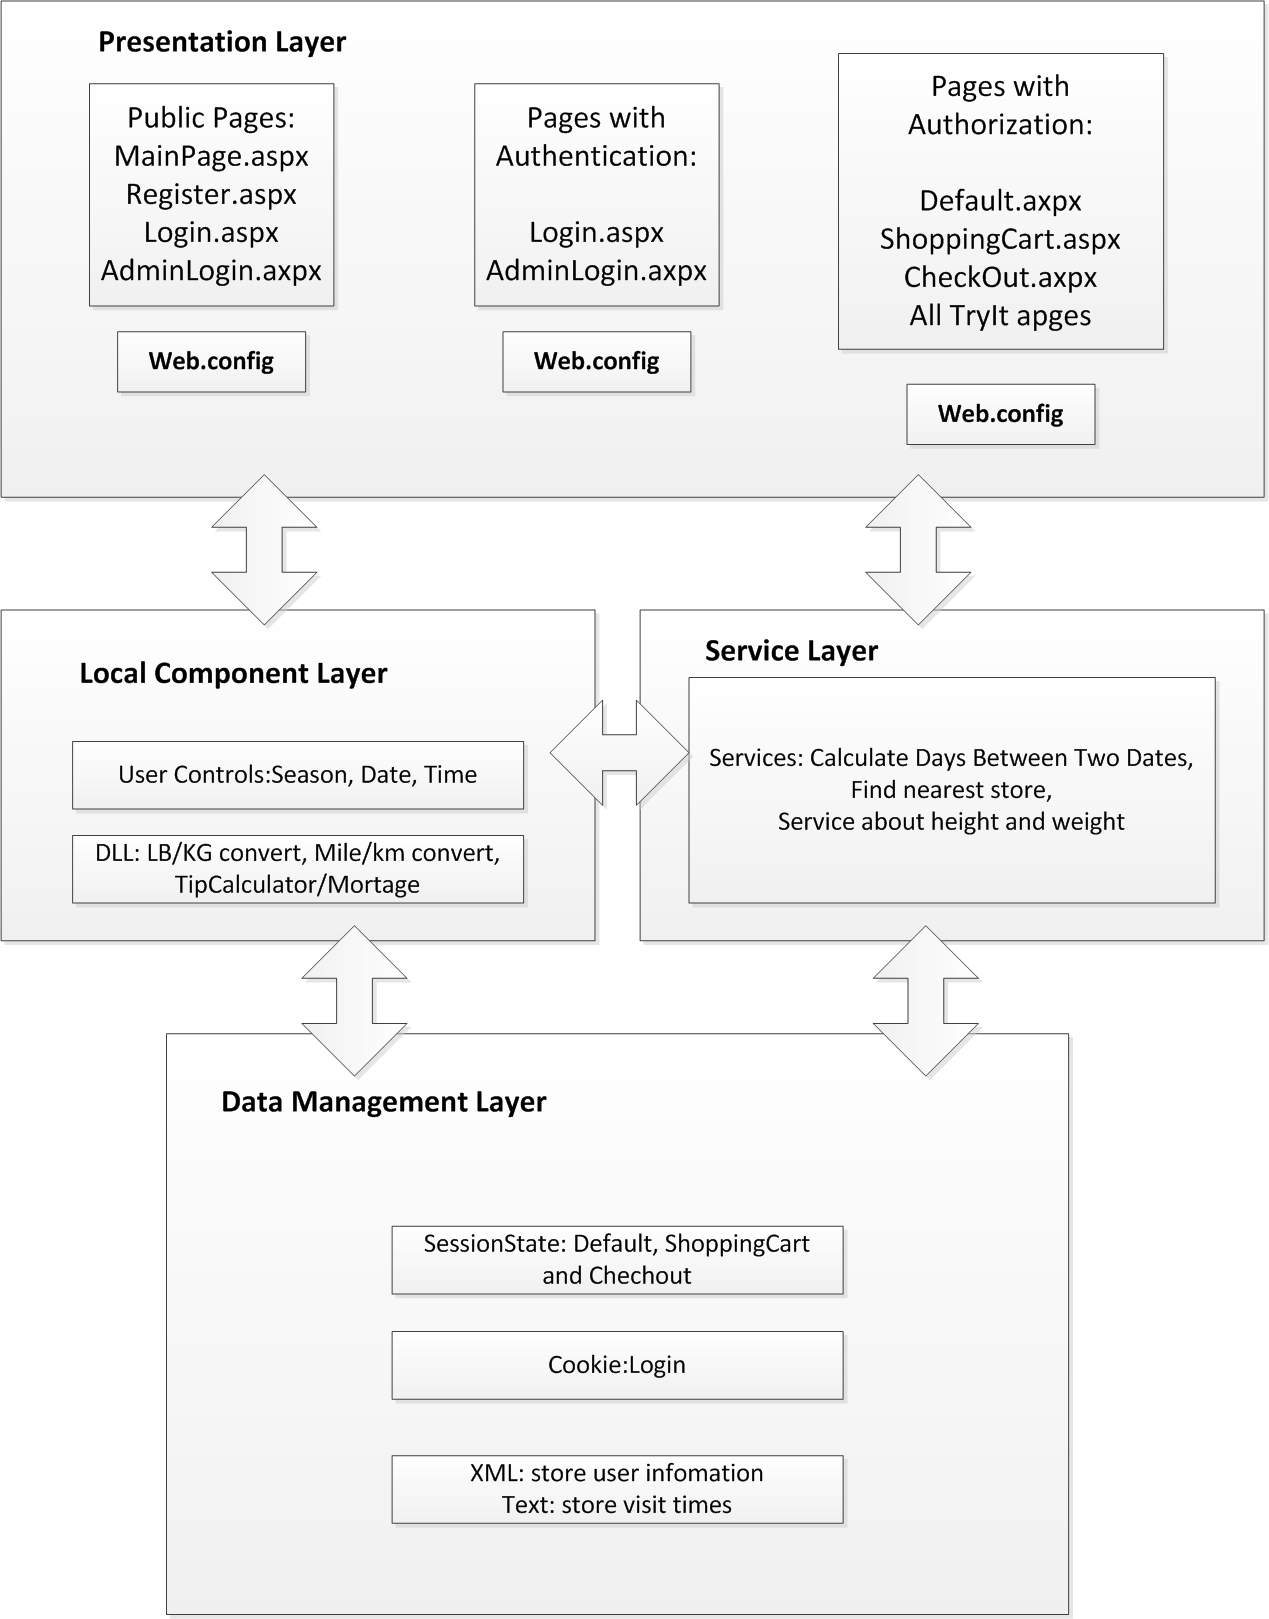 Presentation Layer
Public Pages:
MainPage.aspx
Register.aspx
Login.aspx
AdminLogin.axpx
Web.config
Pages with
Authentication:
Login.aspx
AdminLogin.axpx
Web.config
Pages with
Authorization:
Default.axpx
ShoppingCart.aspx
CheckOut.axpx
All TryIt apges
Web.config
Local Component Layer
User Controls:Season, Date, Time
DLL: LB/KG convert, Mile/km convert,
TipCalculator/Mortage
Service Layer
Services: Calculate Days Between Two Dates,
Find nearest store,
Service about height and weight
Data Management Layer
SessionState: Default, ShoppingCart
and Chechout
Cookie:Login
XML: store user infomation
Text: store visit times